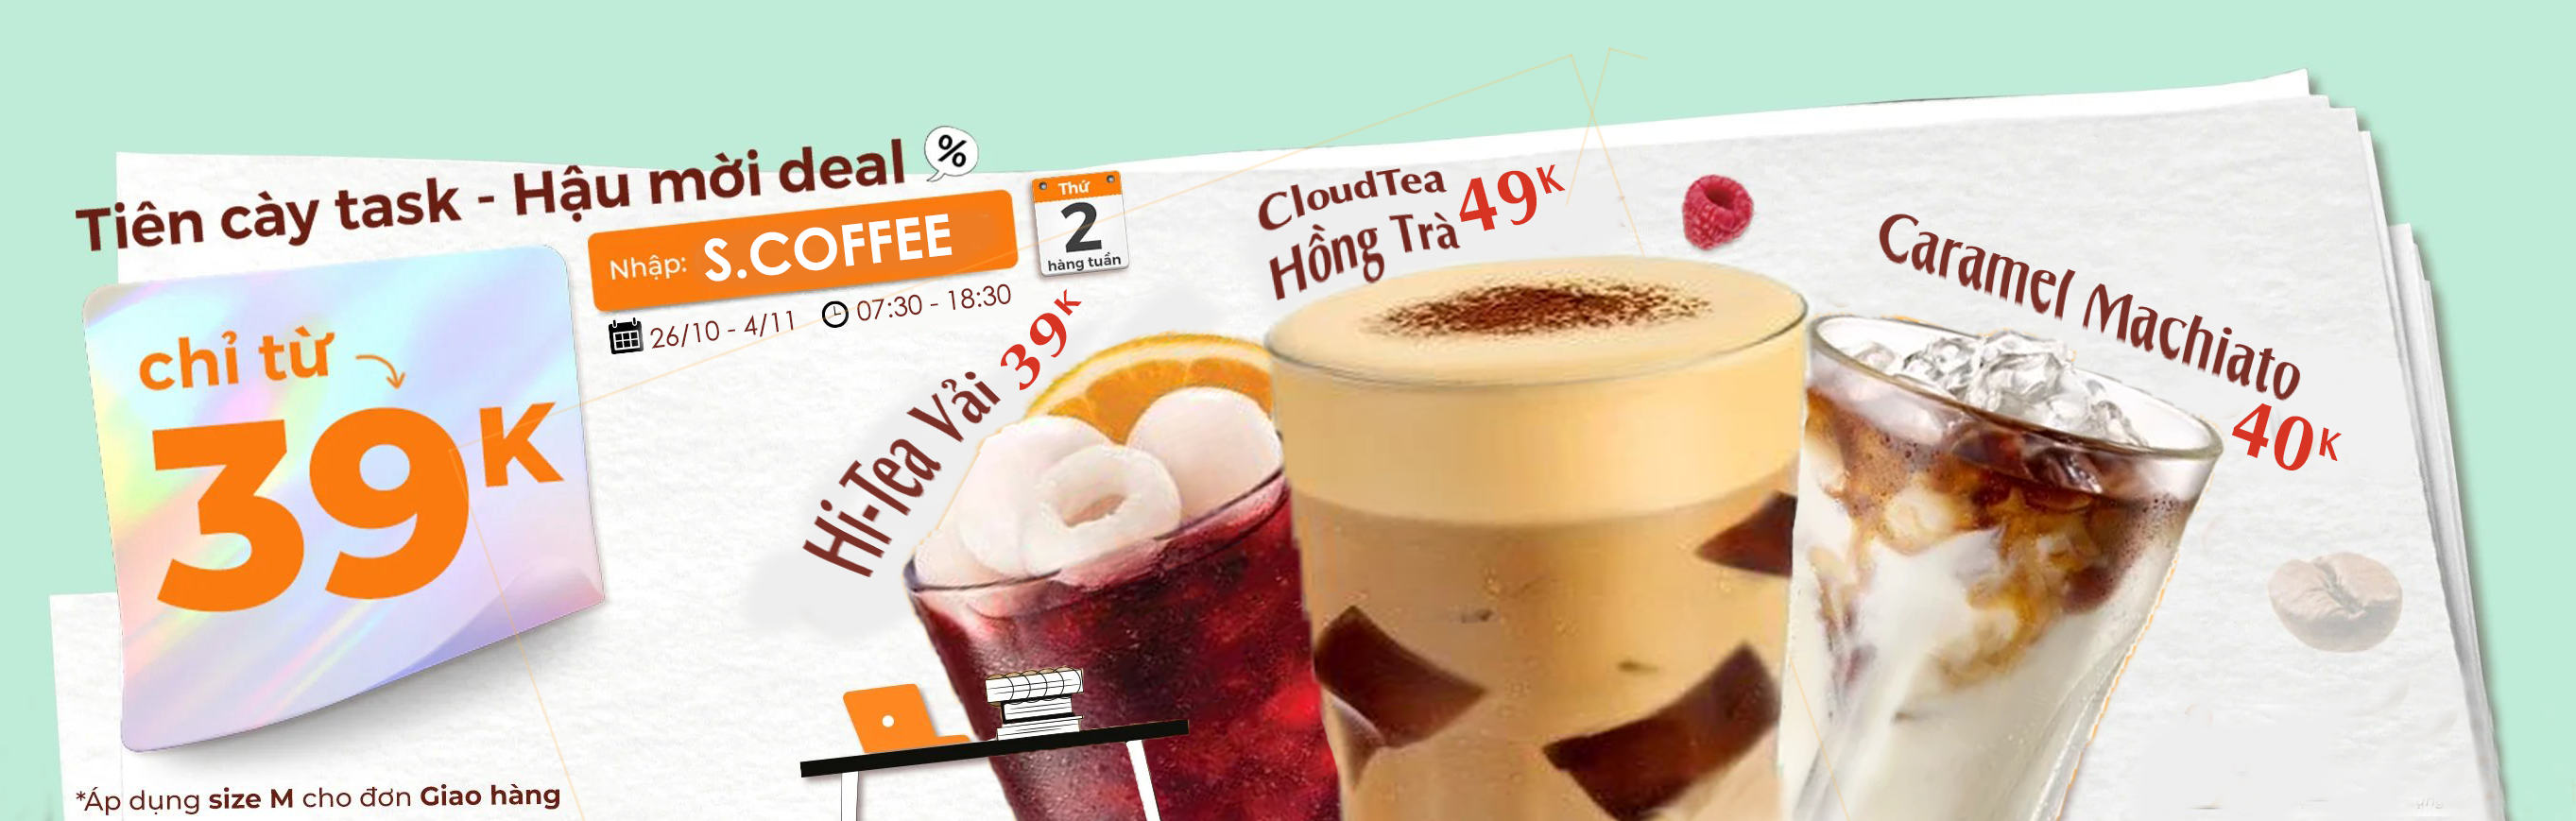 Tiên cày task - Hậu mời deal %
Nhập: S.COFFEE
Thứ
2
hàng tuần
26/10 - 4/11 07:30 - 18:30
chỉ từ
39K
Hi-Tea Vải 39K
CloudTea
Hồng Trà 49K
Caramel Machiato
40K
*Áp dụng size M cho đơn Giao hàng